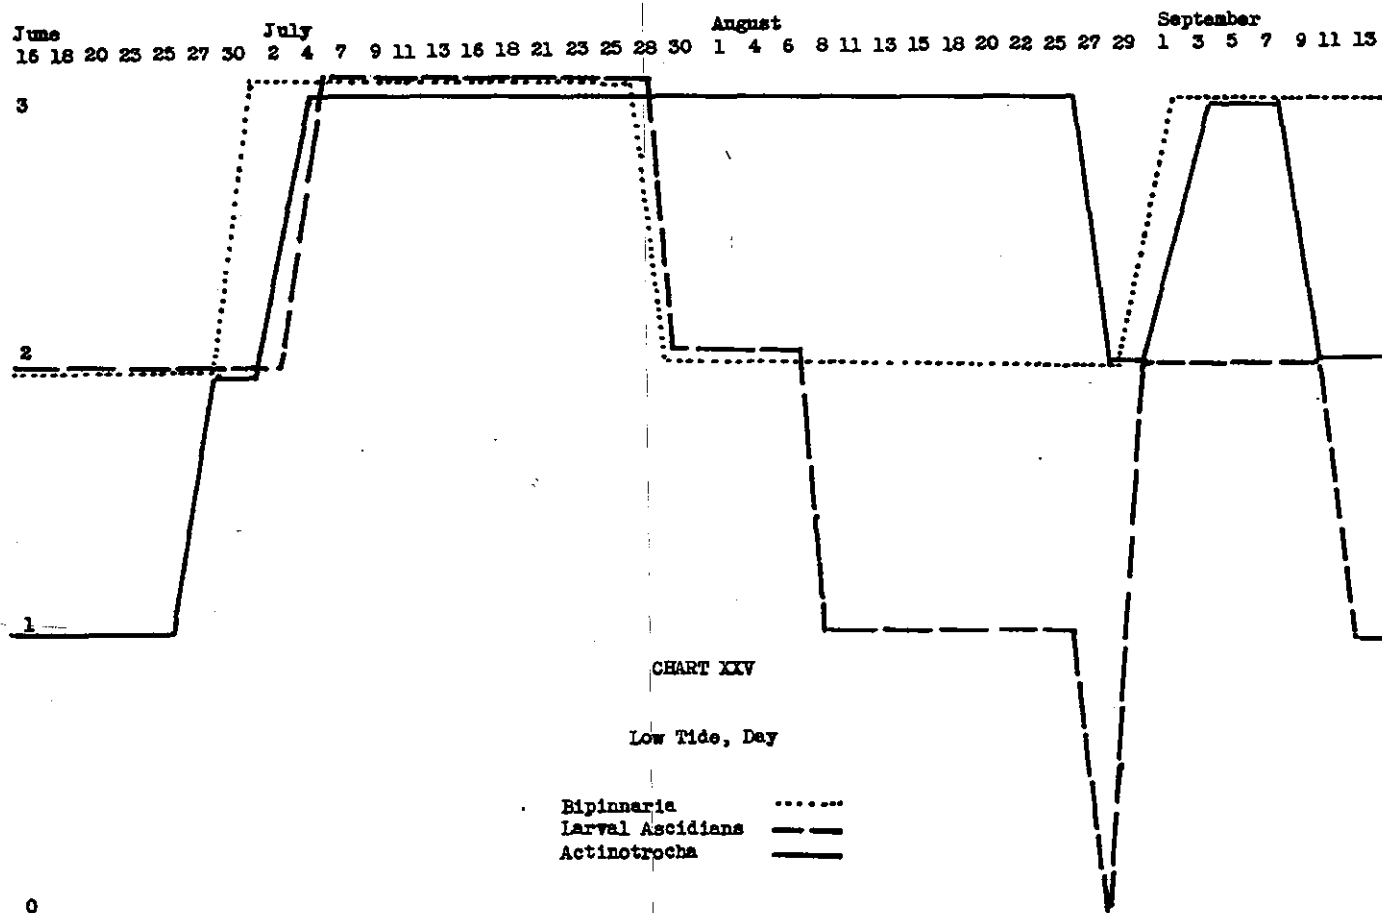 June July August September
16 18 20 23 25 27 30 2 4 7 9 11 13 16 18 21 23 25 28 30 1 4 6 8 11 13 15 18 20 22 25 27 29 1 3 5 7 9 11 13
3
2
1
CHART XXV
Low Tide, Day
Bipinnaria
Larval Ascidians
Actinotrocha
0